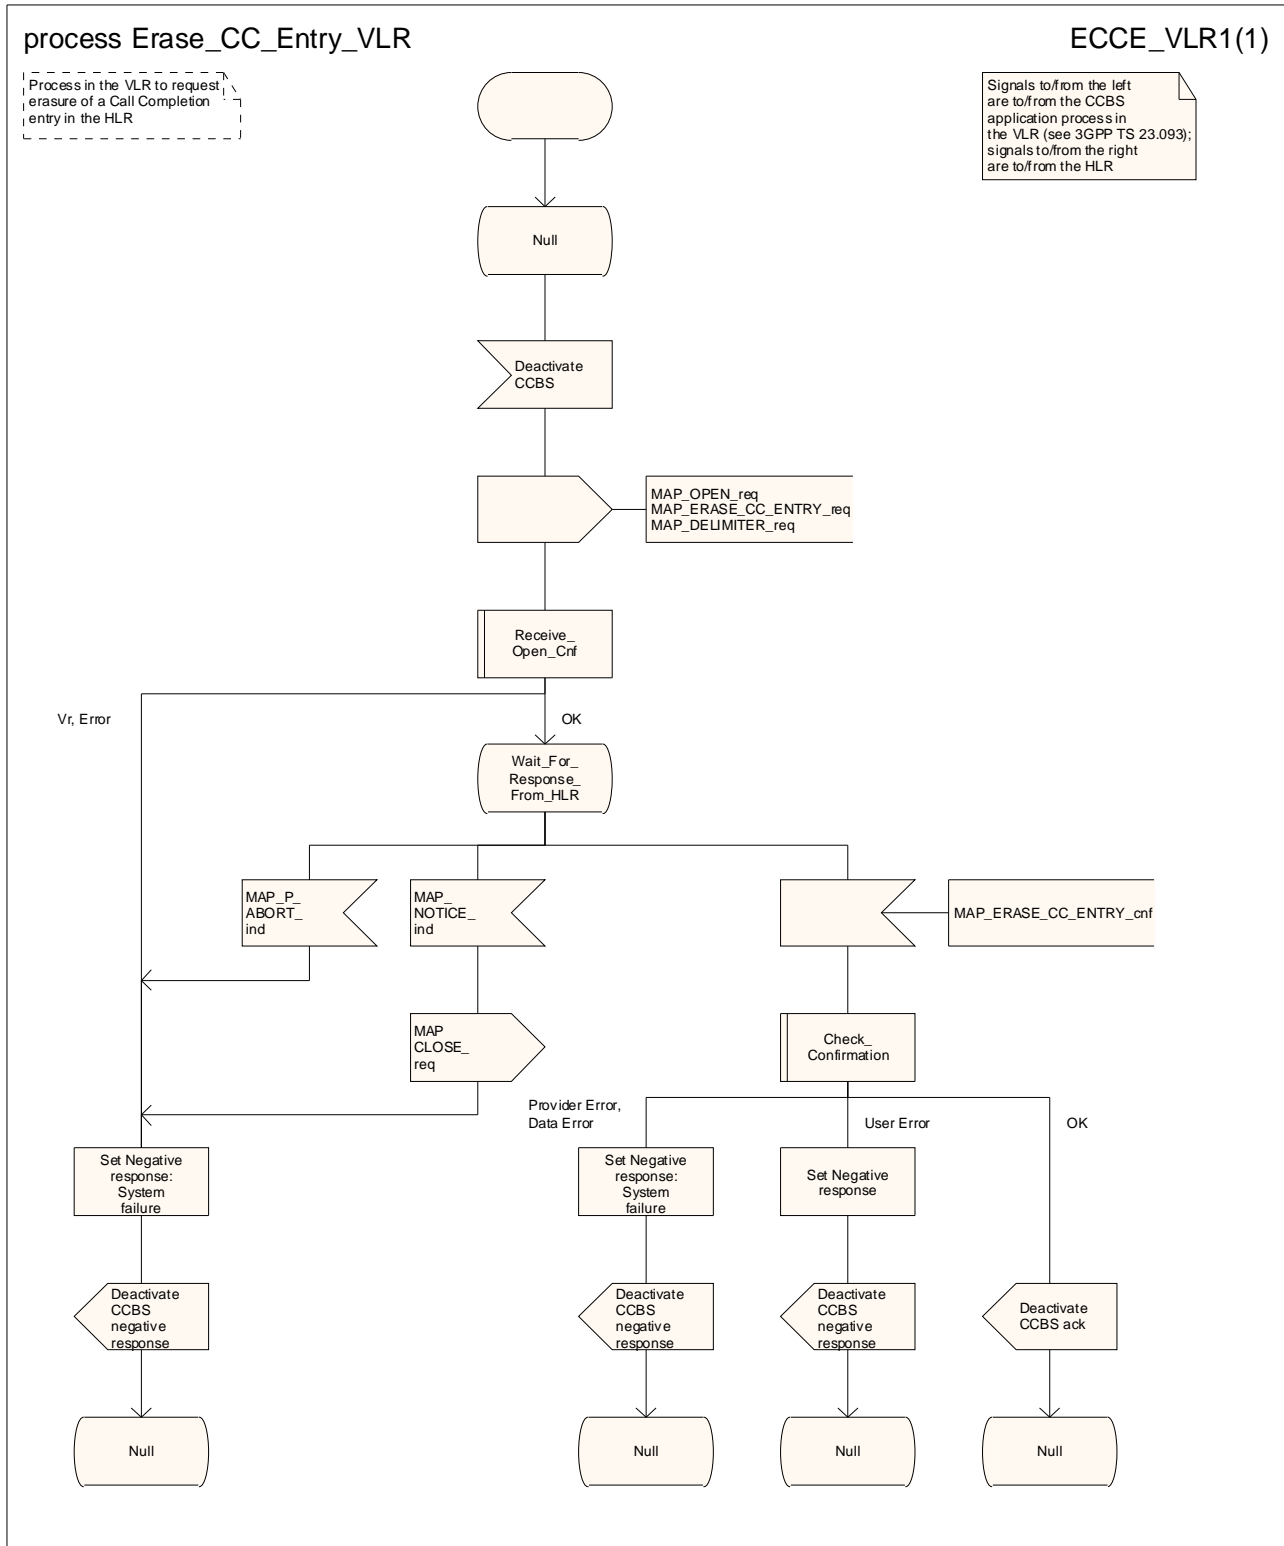 process Erase_CC_Entry_VLR
ECCE_VLR1(1)
Process in the VLR to request
erasure of a Call Completion
entry in the HLR
Signals to/from the left
are to/from the CCBS
application process in
the VLR (see 3GPP TS 23.093);
signals to/from the right
are to/from the HLR
Null
Deactivate
CCBS
MAP_OPEN_req
MAP_ERASE_CC_ENTRY_req
MAP_DELIMITER_req
Receive_
Open_Cnf
Vr, Error
OK
Wait_For_
Response_
From_HLR
MAP_P_
ABORT_
ind
MAP_
NOTICE_
ind
MAP_ERASE_CC_ENTRY_cnf
MAP
CLOSE_
req
Check_
Confirmation
Provider Error,
Data Error
User Error
OK
Set Negative
response:
System
failure
Set Negative
response:
System
failure
Set Negative
response
Deactivate
CCBS
negative
response
Deactivate
CCBS
negative
response
Deactivate
CCBS
negative
response
Deactivate
CCBS ack
Null
Null
Null
Null